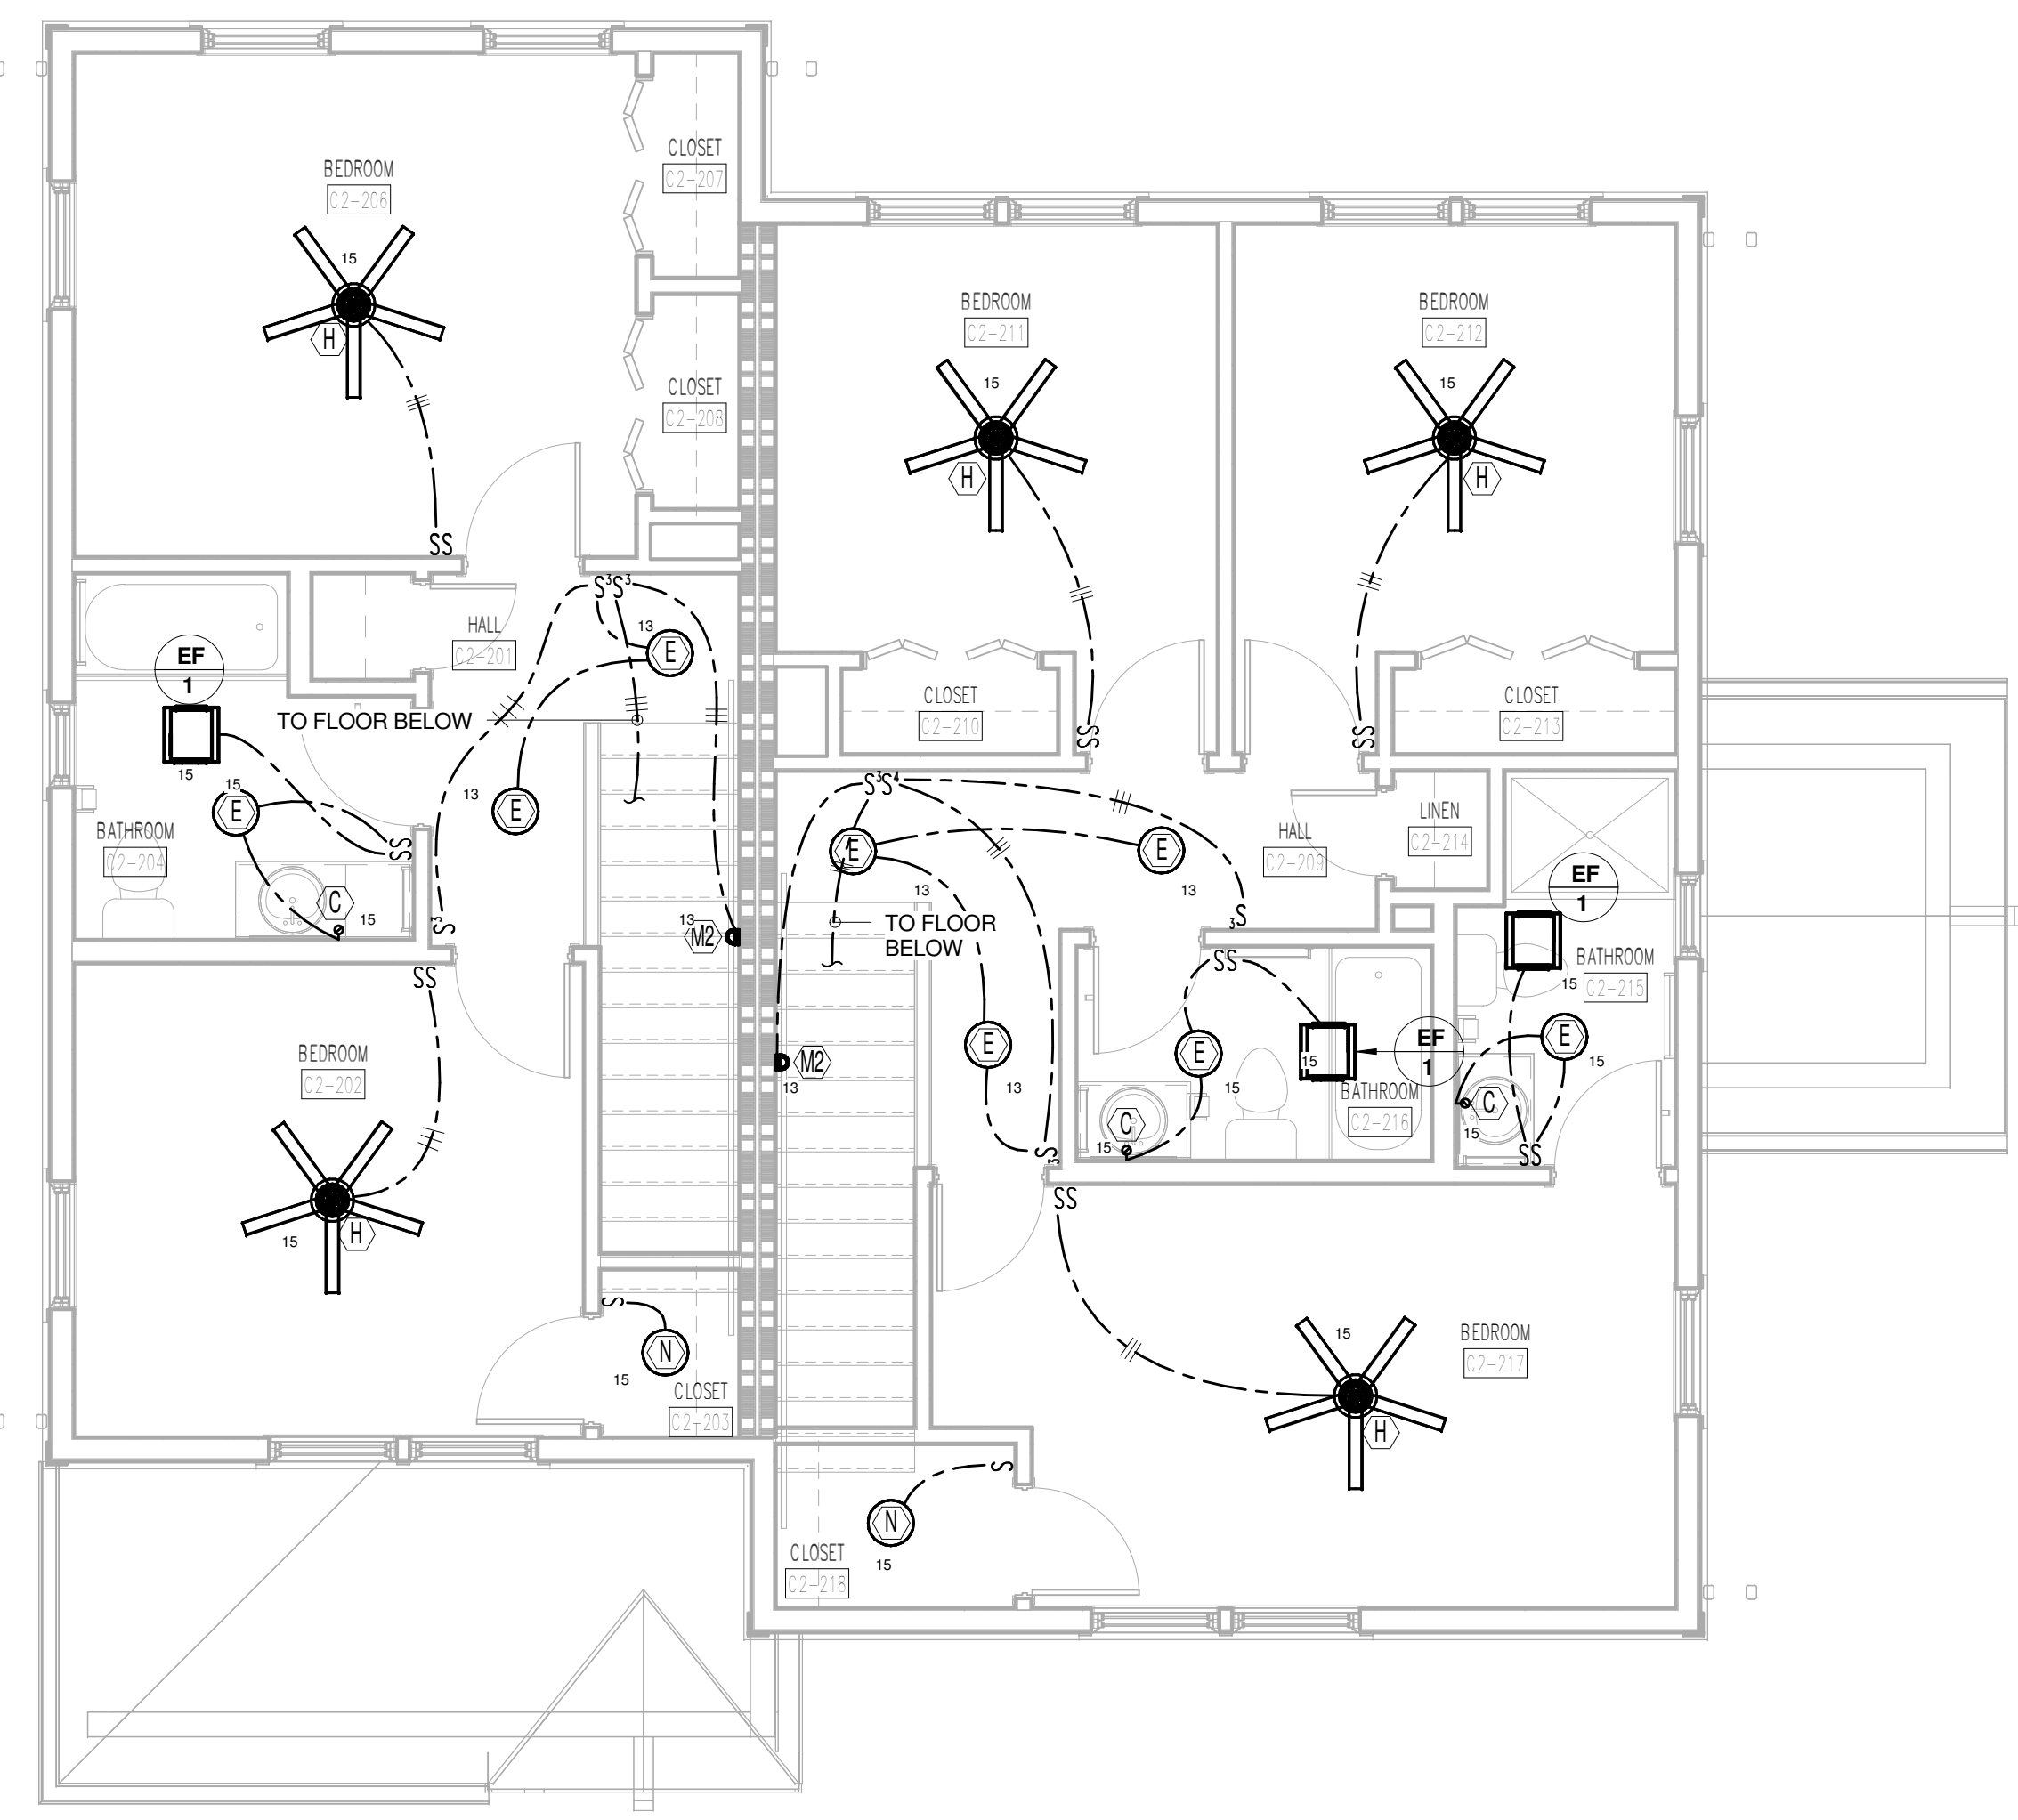 CLOSET
C2-207
BEDROOM
C2-206
15
H
CLOSET
C2-208
SS
BEDROOM
C2-211
15
H
BEDROOM
C2-212
15
H
SS
SS
HALL
C2-201
S3S3
13
E
EF
1
15
TO FLOOR BELOW
15
E
13
E
BATHROOM
C2-204
SS
C
15
S3
13
M2
CLOSET
C2-210
CLOSET
C2-213
S3S4
E
13
TO FLOOR
BELOW
E
13
HALL
C2-209
LINEN
C2-214
S3
EF
1
BATHROOM
C2-215
15
SS
BEDROOM
C2-202
SS
15
H
M2
13
E
13
S3
E
15
15
EF
1
BATHROOM
C2-216
C
15
E
15
C
15
SS
SS
S
N
15
CLOSET
C2-203
BEDROOM
C2-217
15
H
S
N
15
CLOSET
C2-218